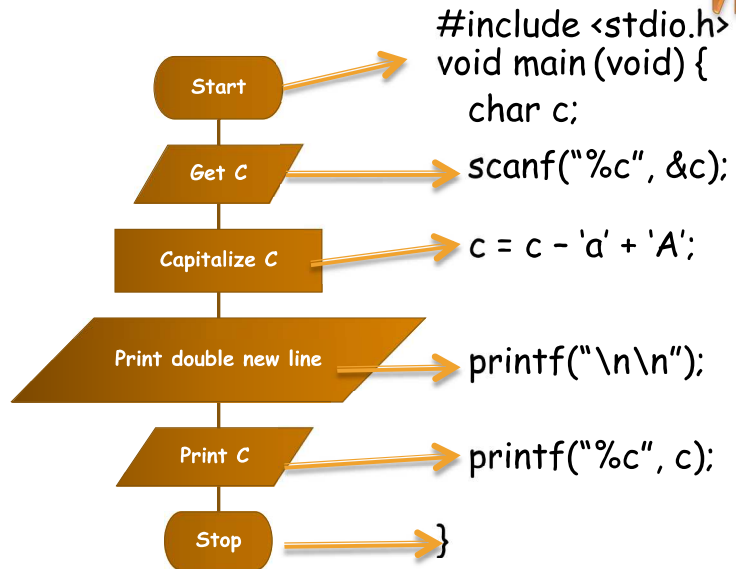 #include <stdio.h>
void main (void) {
Start
char c;
Get C
scanf(“%c”, &c);
Capitalize C
c = c – ‘a’ + ‘A’;
Print double new line
printf(“\n\n”);
Print C
printf(“%c”, c);
Stop
}